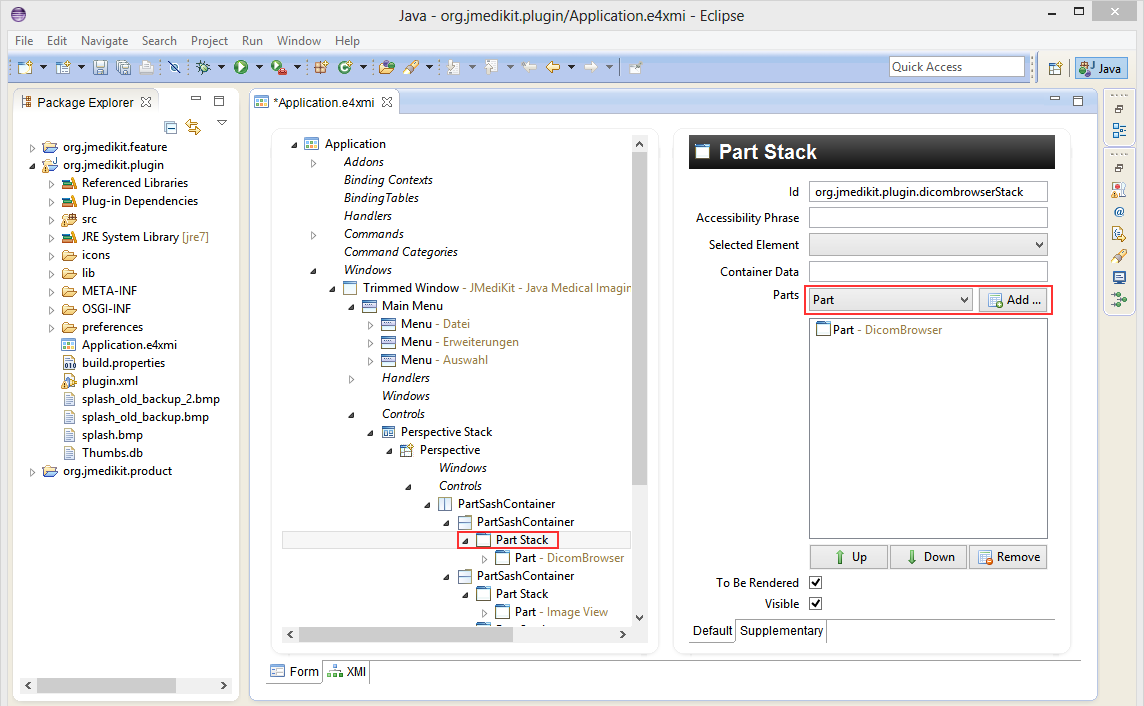 Java - org.jmedikit.plugin/Application.e4xmi - Eclipse
File Edit Navigate Search Project Run Window Help
Quick Access
Java
Package Explorer
org.jmedikit.feature
org.jmedikit.plugin
Referenced Libraries
Plug-in Dependencies
src
JRE System Library [jre7]
icons
lib
META-INF
OSGI-INF
preferences
Application.e4xmi
build.properties
plugin.xml
splash_old_backup_2.bmp
splash_old_backup.bmp
splash.bmp
Thumbs.db
org.jmedikit.product
*Application.e4xmi
Application
Addons
Binding Contexts
BindingTables
Handlers
Commands
Command Categories
Windows
Trimmed Window - JMediKit - Java Medical Imagin
Main Menu
Menu - Datei
Menu - Erweiterungen
Menu - Auswahl
Handlers
Windows
Controls
Perspective Stack
Perspective
Windows
Controls
PartSashContainer
PartSashContainer
Part Stack
Part - DicomBrowser
PartSashContainer
Part Stack
Part - Image View
Form XMI
Part Stack
Id org.jmedikit.plugin.dicombrowserStack
Accessibility Phrase
Selected Element
Container Data
Parts Part Add ...
Part - DicomBrowser
Up Down Remove
To Be Rendered
Visible
Default Supplementary